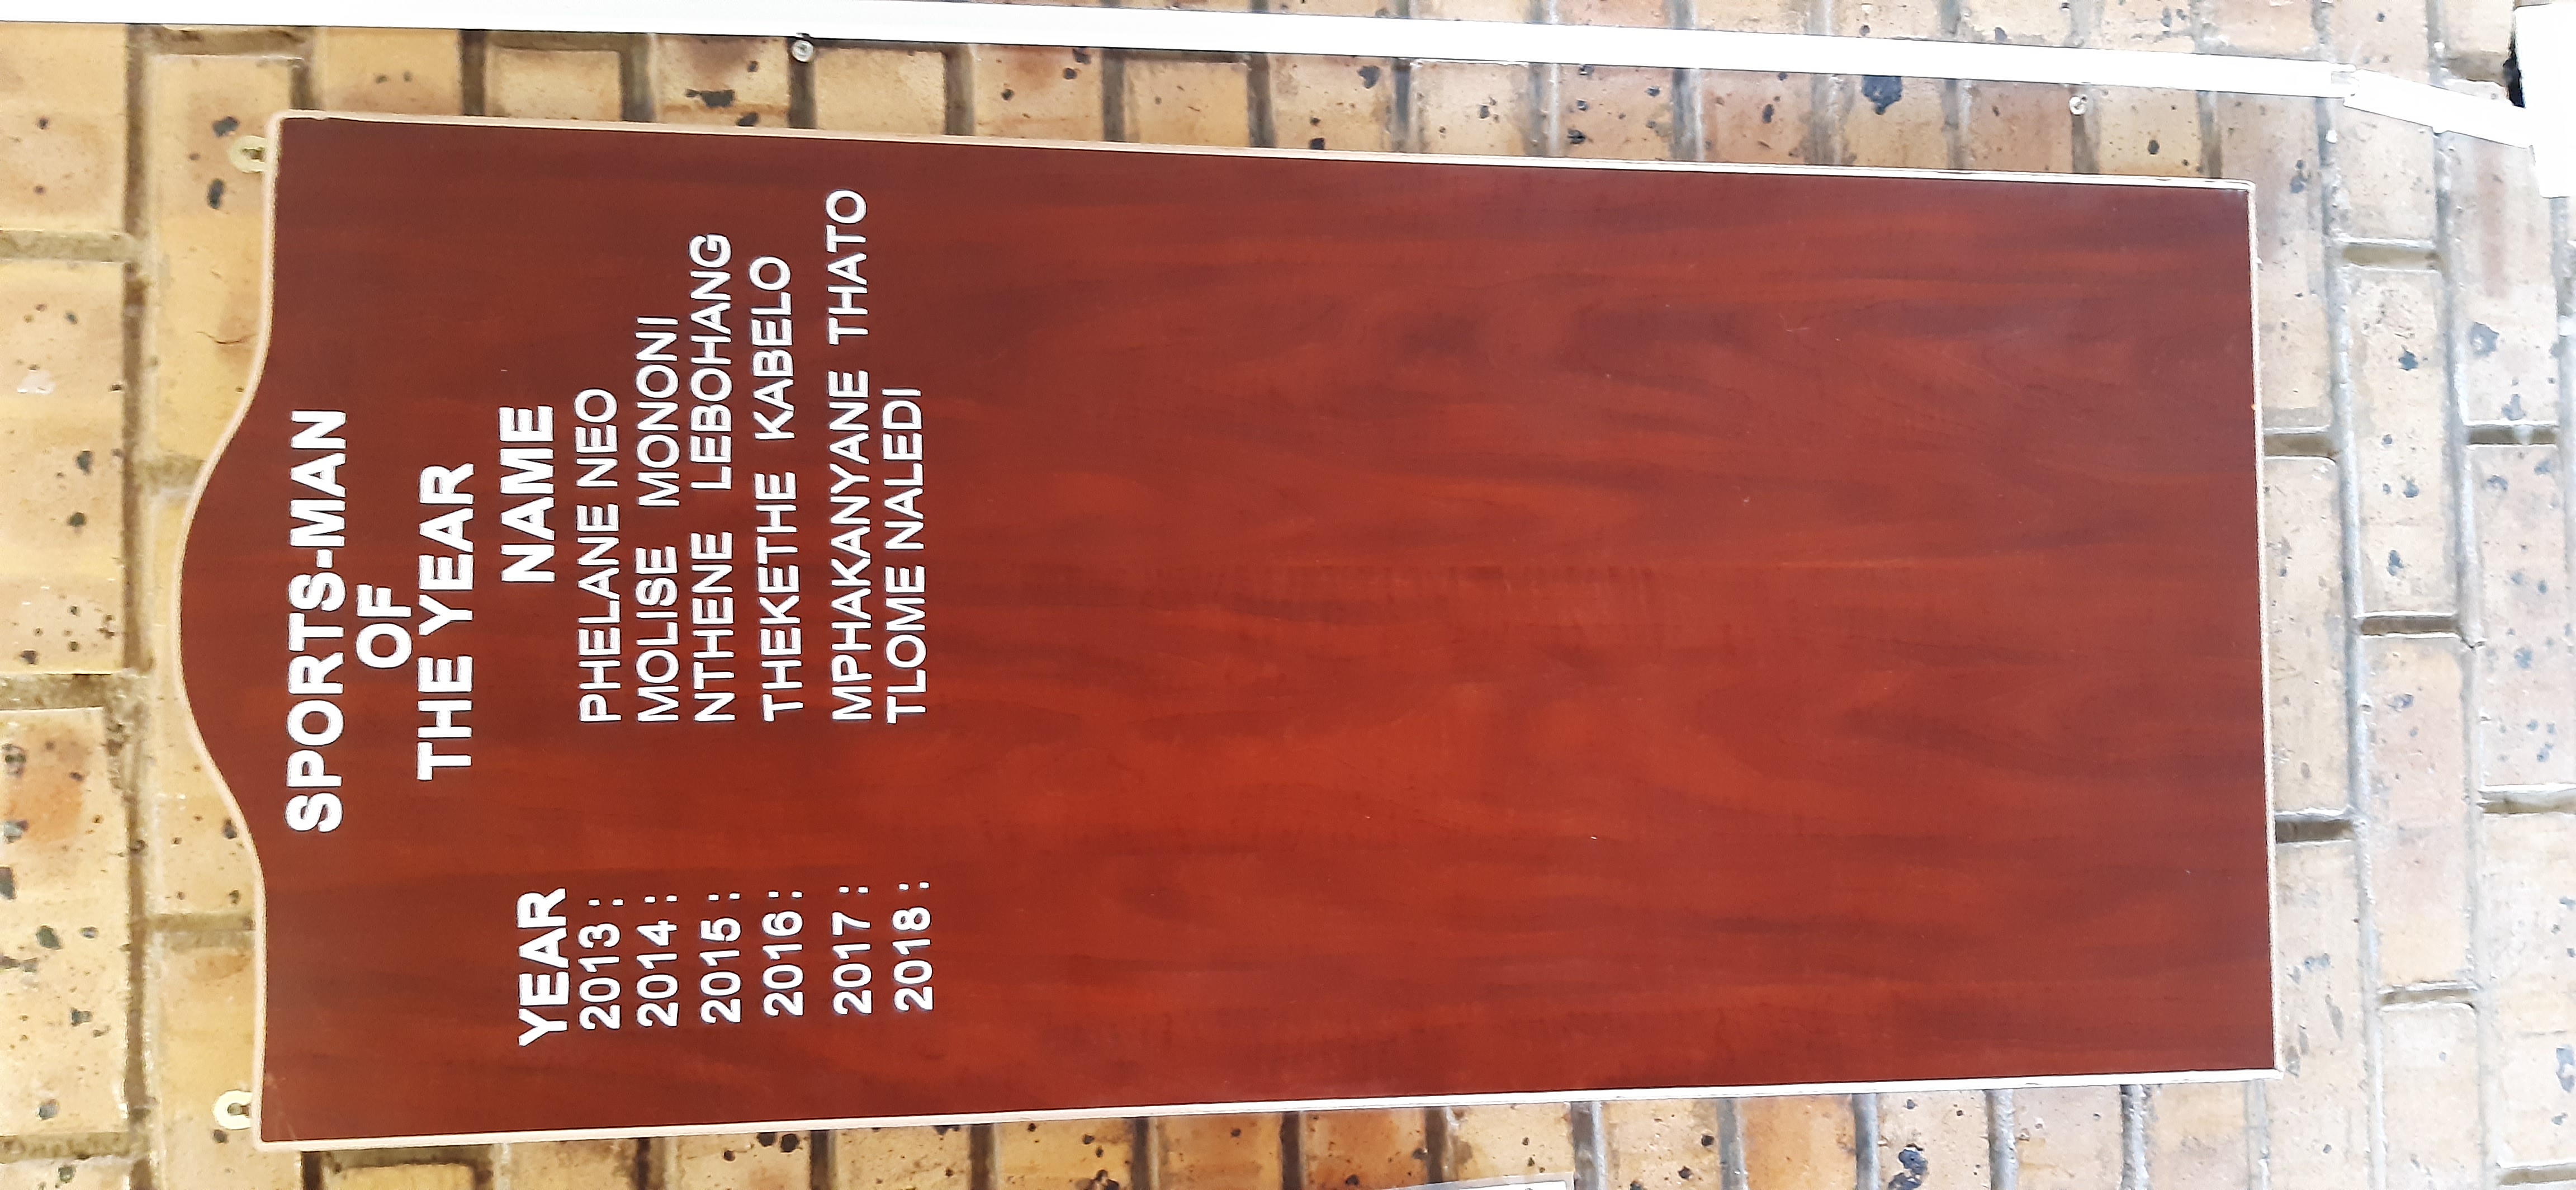 SPORTS-MAN
OF
THE YEAR
YEAR NAME
2013 : PHELANE NEO
2014 : MOLISE MONONI
2015 : NTHENE LEBOHANG
2016 : THEKETHE KABELO
2017 : MPHAKANYANE THATO
2018 : TLOME NALEDI